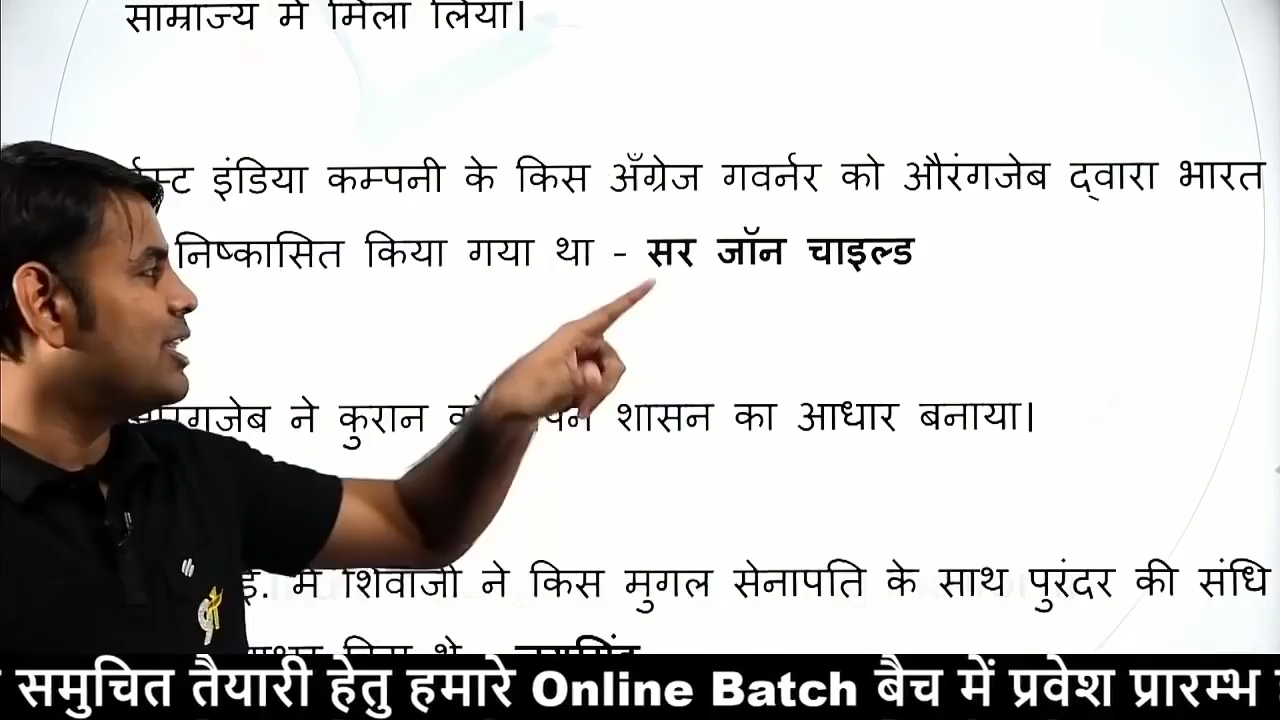 साम्राज्य में मिला लिया।
इंडिया कम्पनी के किस अँग्रेज गवर्नर को औरंगजेब द्वारा भारत
निष्कासित किया गया था - सर जॉन चाइल्ड
ने कुरान शासन का आधार बनाया।
ई. में शिवाजी ने किस मुगल सेनापति के साथ पुरंदर की संधि
समुचित तैयारी हेतु हमारे Online Batch बैच में प्रवेश प्रारम्भ